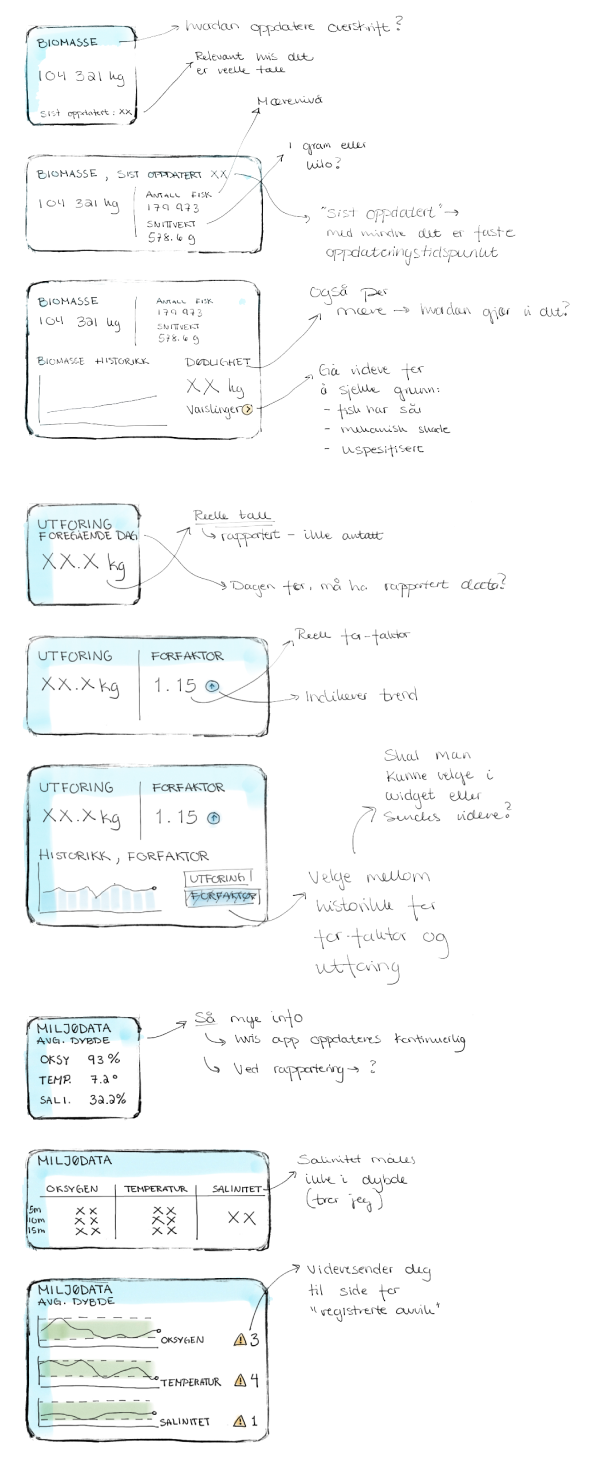 BIOMASSE
hvordan oppdatere overskrift?
104 321 kg
Relevant hvis det
er reelle tall
Sist oppdatert: XX
Mærenivå
i gram eller
kilo?
BIOMASSE, SIST OPPDATERT XX
104 321 kg
ANTALL FISK
179 973
SNITTVEKT
578.6 g
"Sist oppdatert" →
med mindre det er faste
oppdateringstidspunkt
BIOMASSE
104 321 kg
ANTALL FISK
179 973
SNITTVEKT
578.6 g
Også per
mære → hvordan gjør vi det?
BIOMASSE HISTORIKK
DØDLIGHET
XX kg
Varslinger
Gå videre for
å sjekke grunn:
- fisk har sår
- mekanisk skade
- uspesifisert
UTFORING
FOREGÅENDE DAG
XX.X kg
Reelle tall
↳ rapportert - ikke antatt
Dagen før, må ha rapportert data?
UTFORING
XX.X kg
FORFAKTOR
1.15
Reell fôr-faktor
Indikerer trend
UTFORING
XX.X kg
FORFAKTOR
1.15
HISTORIKK, FORFAKTOR
UTFORING
FORFAKTOR
Skal man
kunne velge i
widget eller
sendes videre?
Velge mellom
historikk for
for-faktor og
utforing
MILJØDATA
AVG. DYBDE
OKSY 93%
TEMP. 7.2°
SALI. 32.2%
Så mye info
↳ hvis app oppdateres kontinuerlig
↳ Ved rapportering → ?
MILJØDATA
OKSYGEN TEMPERATUR SALINITET
5m XX XX
10m XX XX XX
15m XX XX
Salinitet måles
ikke i dybde
(tror jeg)
MILJØDATA
AVG. DYBDE
OKSYGEN 3
TEMPERATUR 4
SALINITET 1
Videresender deg
til side for
"registrerte avvik"